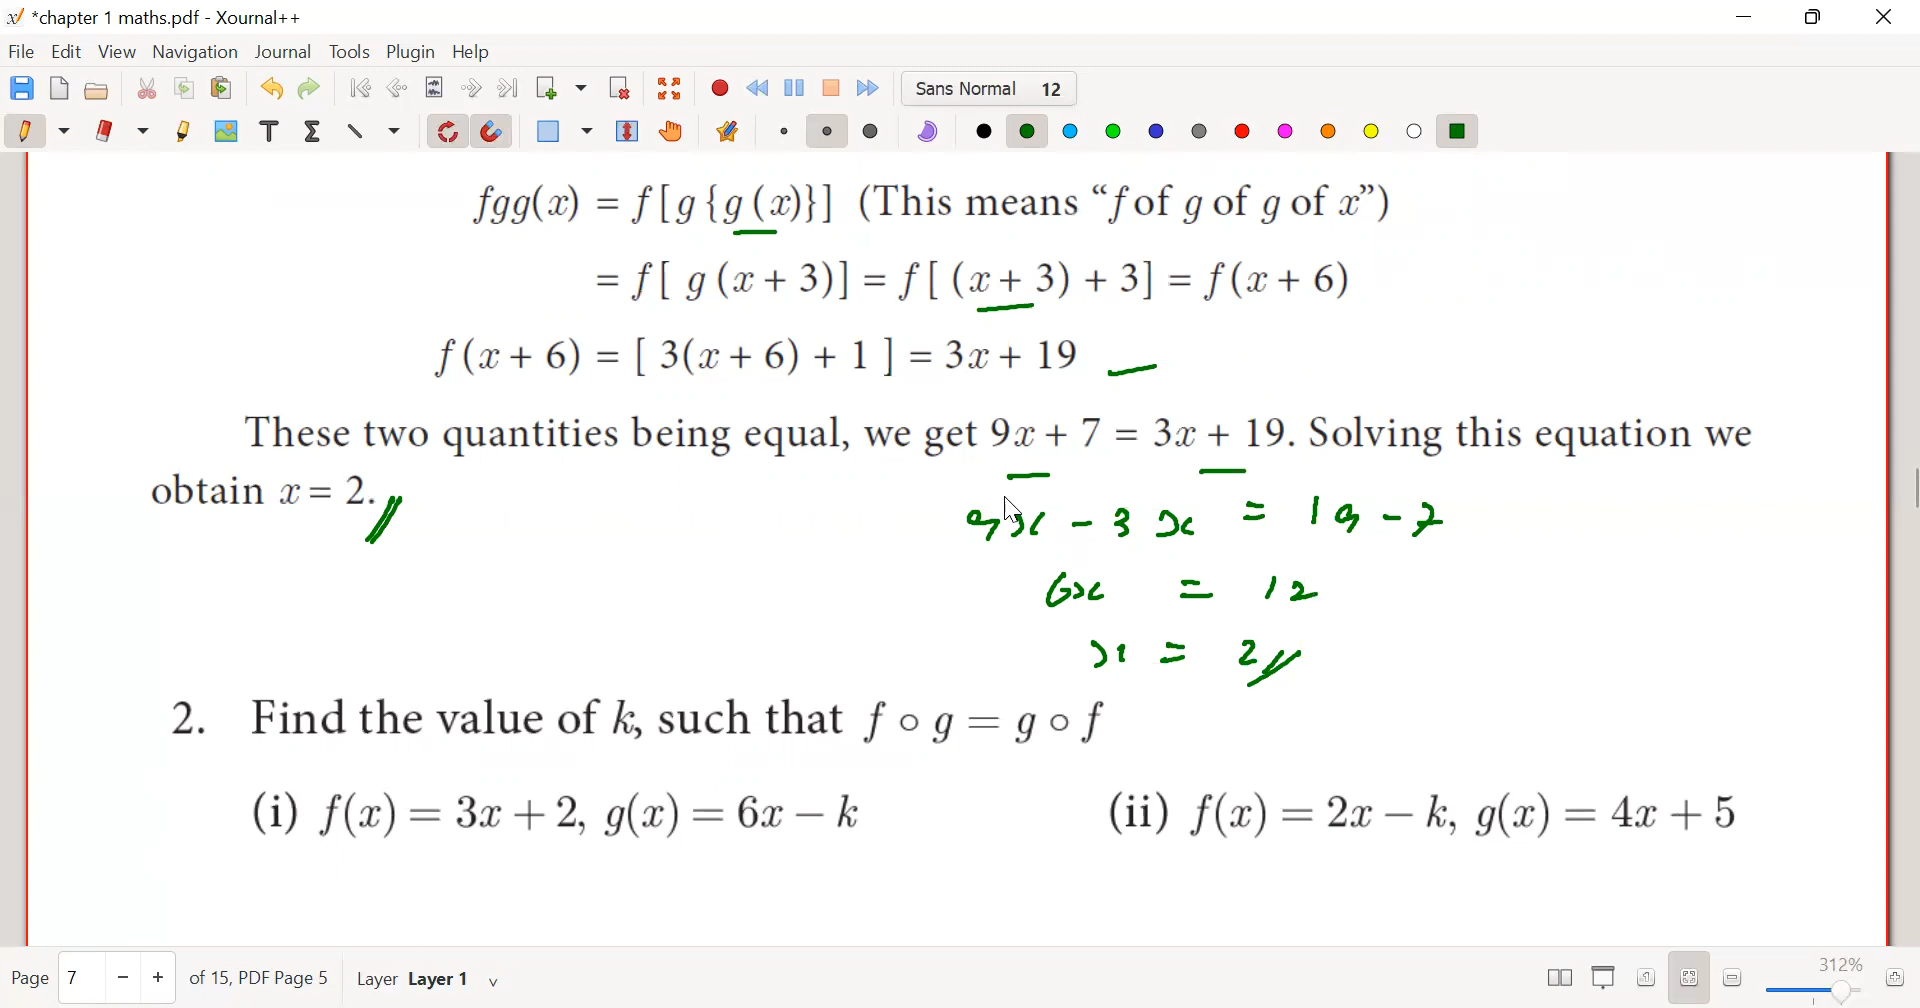 *chapter 1 maths.pdf - Xournal++
File Edit View Navigation Journal Tools Plugin Help
Sans Normal 12
fgg(x) = f[g{g(x)}] (This means “f of g of g of x”)
= f[ g (x + 3)] = f[ (x + 3) + 3] = f(x + 6)
f(x + 6) = [ 3(x + 6) + 1 ] = 3x + 19
These two quantities being equal, we get 9x + 7 = 3x + 19. Solving this equation we
obtain x = 2.
9x - 3x = 19 - 7
6x = 12
x = 2
2. Find the value of k, such that f ∘ g = g ∘ f
(i) f(x) = 3x + 2, g(x) = 6x − k (ii) f(x) = 2x − k, g(x) = 4x + 5
Page 7 − + of 15, PDF Page 5 Layer Layer 1 312%